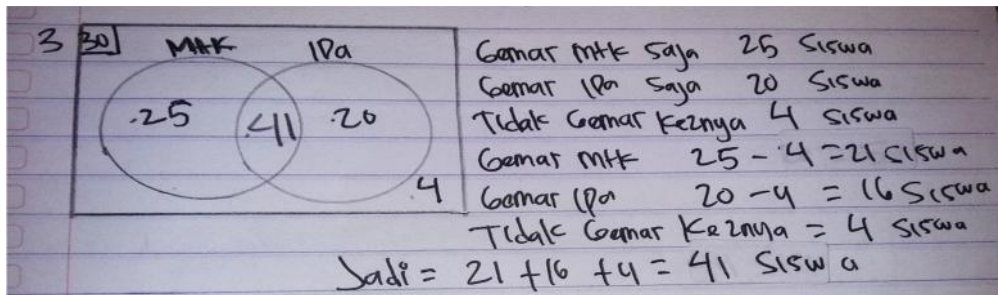 3 30 MtK IPa
.25 .41 .20
4
Gemar mtk saja 25 Siswa
Gemar IPa Saja 20 Siswa
Tidak Gemar Ke2nya 4 siswa
Gemar mtk 25 - 4 = 21 siswa
Gemar IPa 20 - 4 = 16 Siswa
Tidak Gemar Ke2nya = 4 siswa
Jadi = 21 + 16 + 4 = 41 Siswa